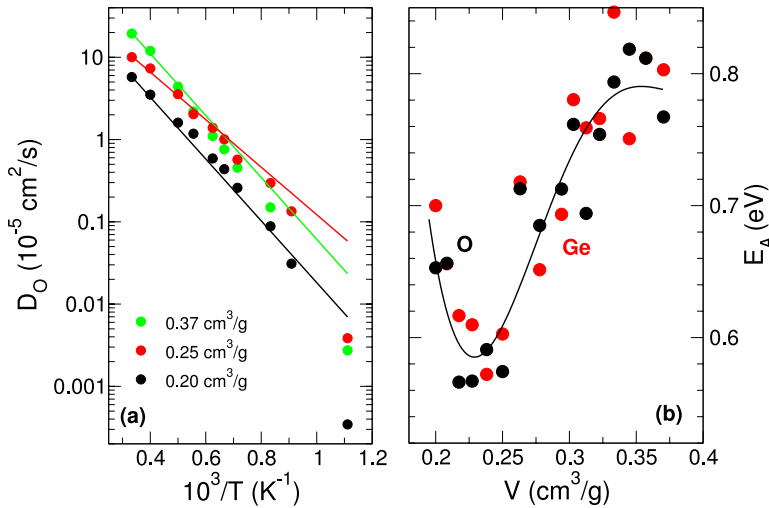 D_O (10^-5 cm^2/s)
10
1
0.1
0.01
0.001
0.37 cm^3/g
0.25 cm^3/g
0.20 cm^3/g
(a)
0.4 0.6 0.8 1 1.2
10^3/T (K^-1)
O
Ge
(b)
0.2 0.25 0.3 0.35 0.4
V (cm^3/g)
0.8
0.7
0.6
E_Δ (eV)